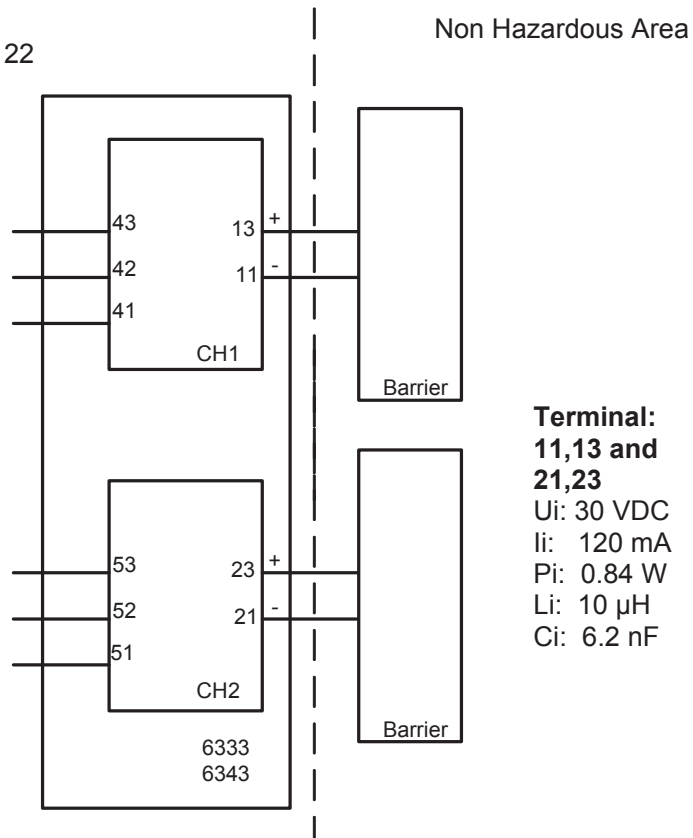 Non Hazardous Area
22
43
13
+
42
11
-
41
CH1
Barrier
Terminal:
11,13 and
21,23
Ui: 30 VDC
Ii: 120 mA
Pi: 0.84 W
Li: 10 µH
Ci: 6.2 nF
53
23
+
52
21
-
51
CH2
6333
6343
Barrier